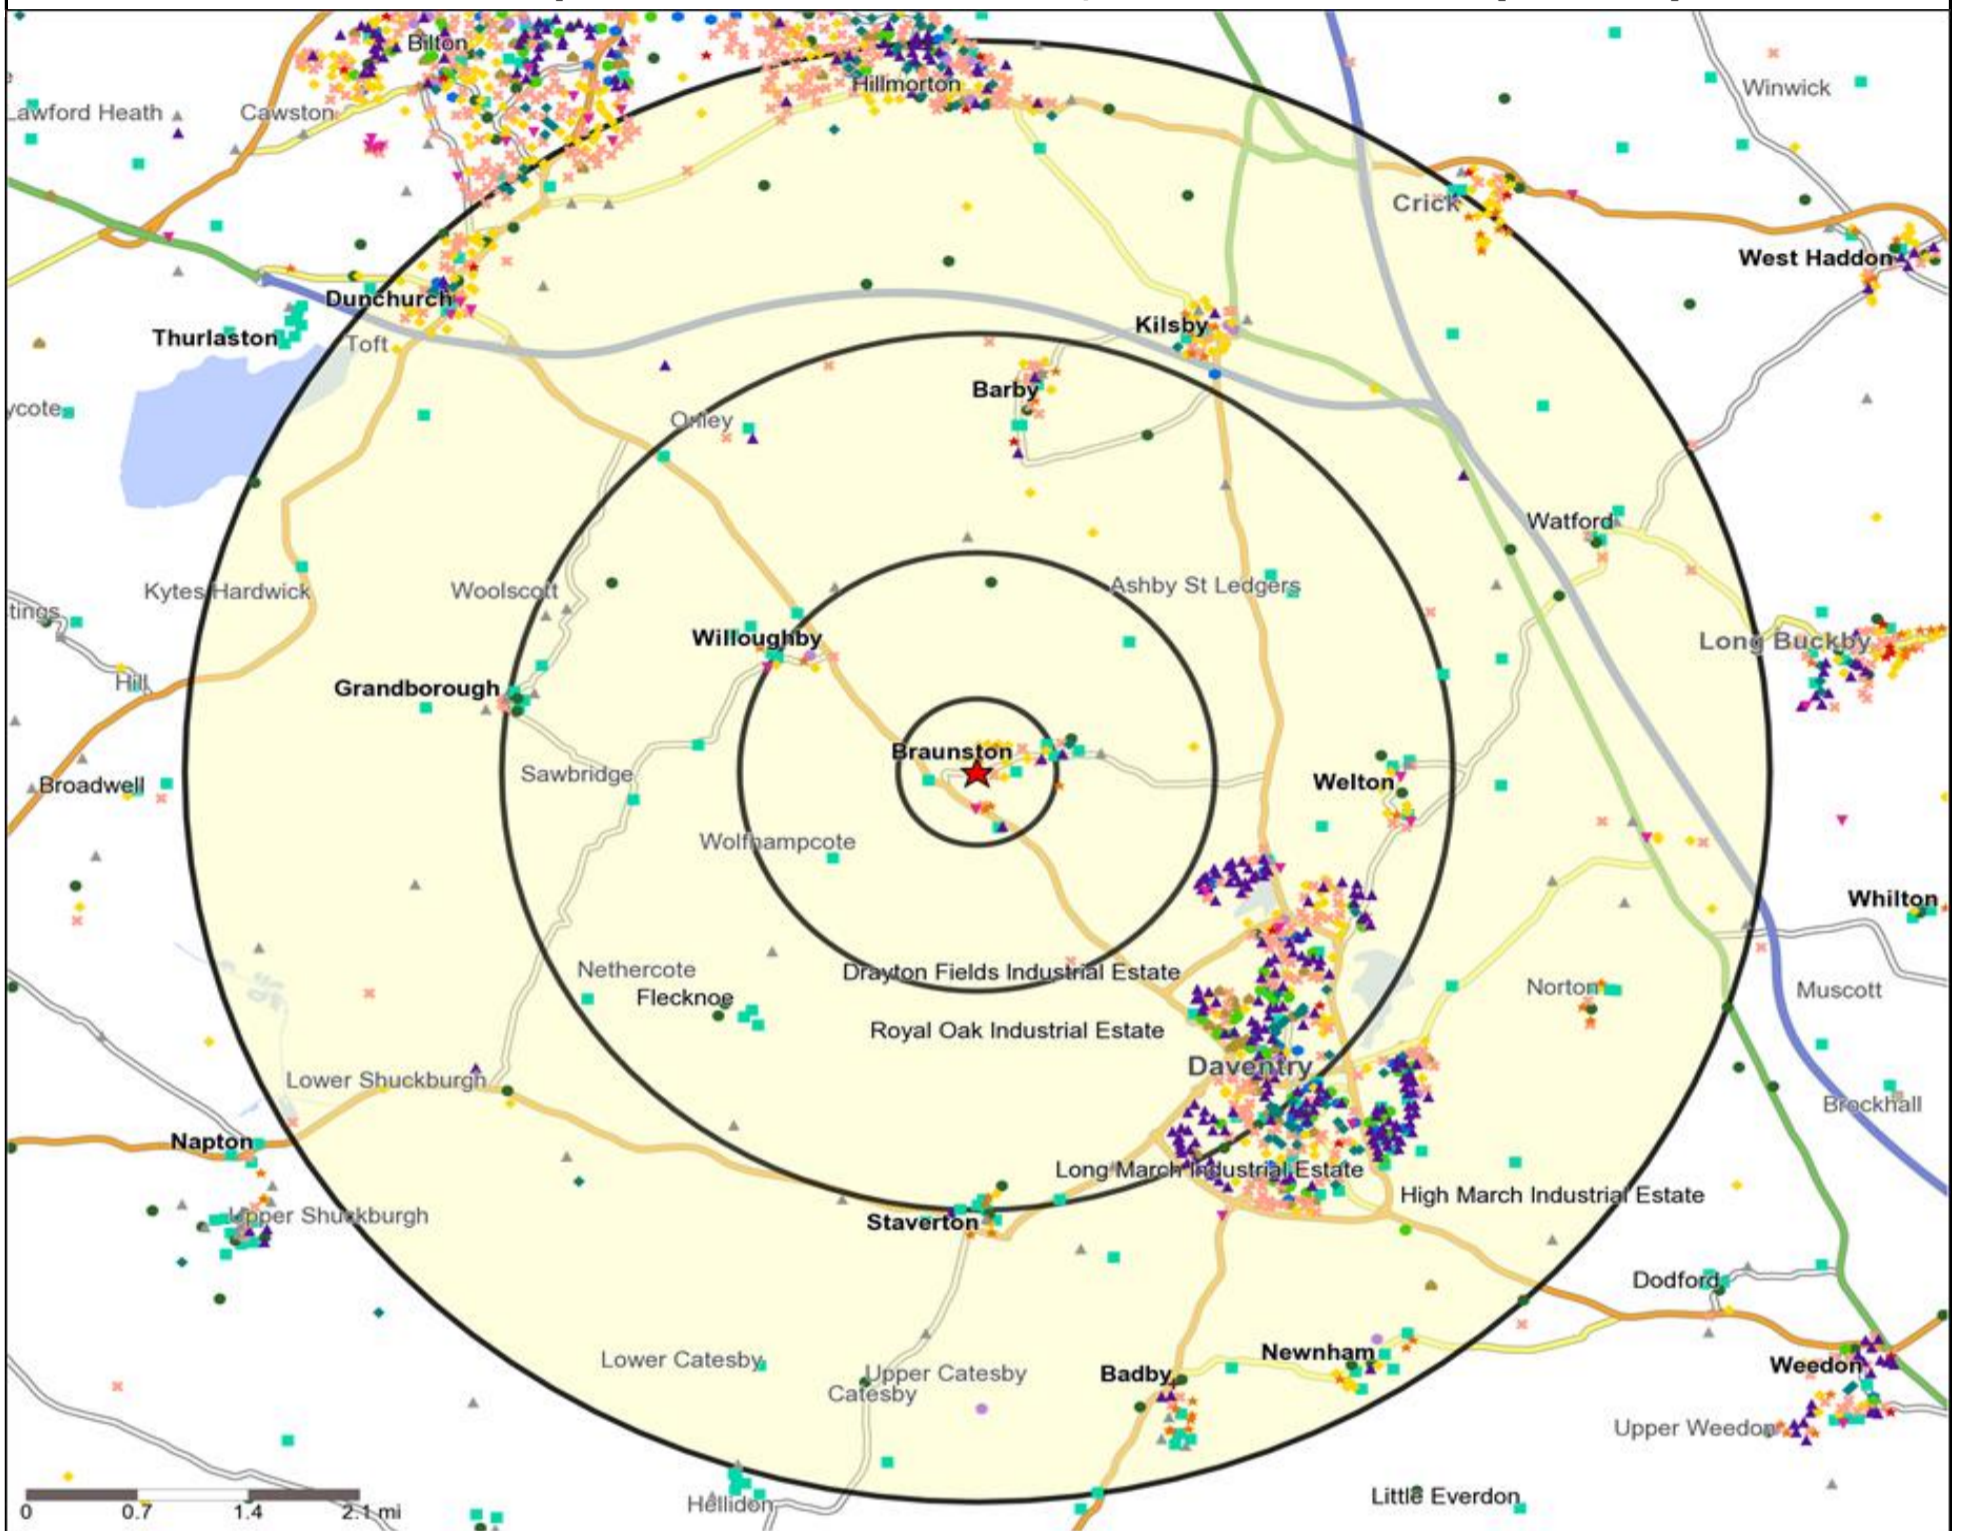 Bilton
Hillmorton
Winwick
Lawford Heath
Cawston
Crick
West Haddon
Dunchurch
Thurlaston
Toft
Kilsby
Barby
ycote
Onley
Watford
Kytes Hardwick
Woolscott
Ashby St Ledgers
tings
Willoughby
Long Buckby
Hill
Grandborough
Braunston
Sawbridge
Welton
Broadwell
Wolfhampcote
Whilton
Nethercote
Drayton Fields Industrial Estate
Flecknoe
Norton
Muscott
Royal Oak Industrial Estate
Daventry
Lower Shuckburgh
Brockhall
Napton
Long March Industrial Estate
High March Industrial Estate
Upper Shuckburgh
Staverton
Dodford
Lower Catesby
Upper Catesby
Catesby
Badby
Newnham
Weedon
Upper Weedon
Hellidon
Little Everdon
0 0.7 1.4 2.1 mi